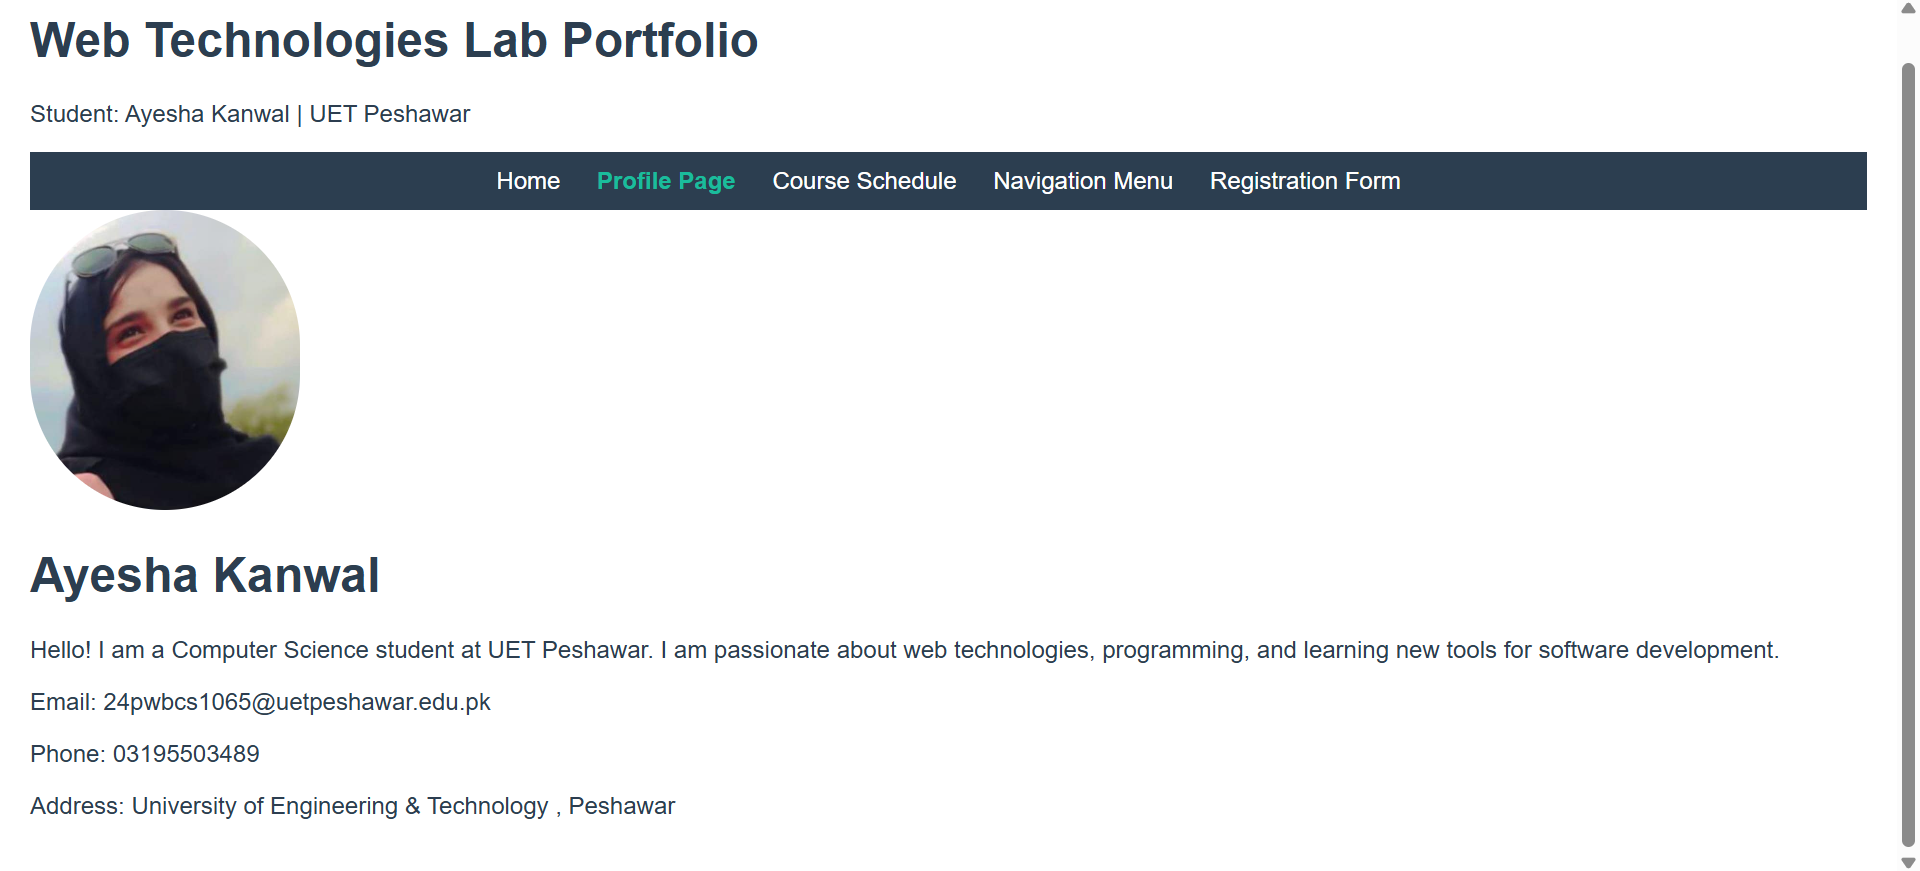 Web Technologies Lab Portfolio
Student: Ayesha Kanwal | UET Peshawar
Home Profile Page Course Schedule Navigation Menu Registration Form
Ayesha Kanwal
Hello! I am a Computer Science student at UET Peshawar. I am passionate about web technologies, programming, and learning new tools for software development.
Email: 24pwbcs1065@uetpeshawar.edu.pk
Phone: 03195503489
Address: University of Engineering & Technology , Peshawar